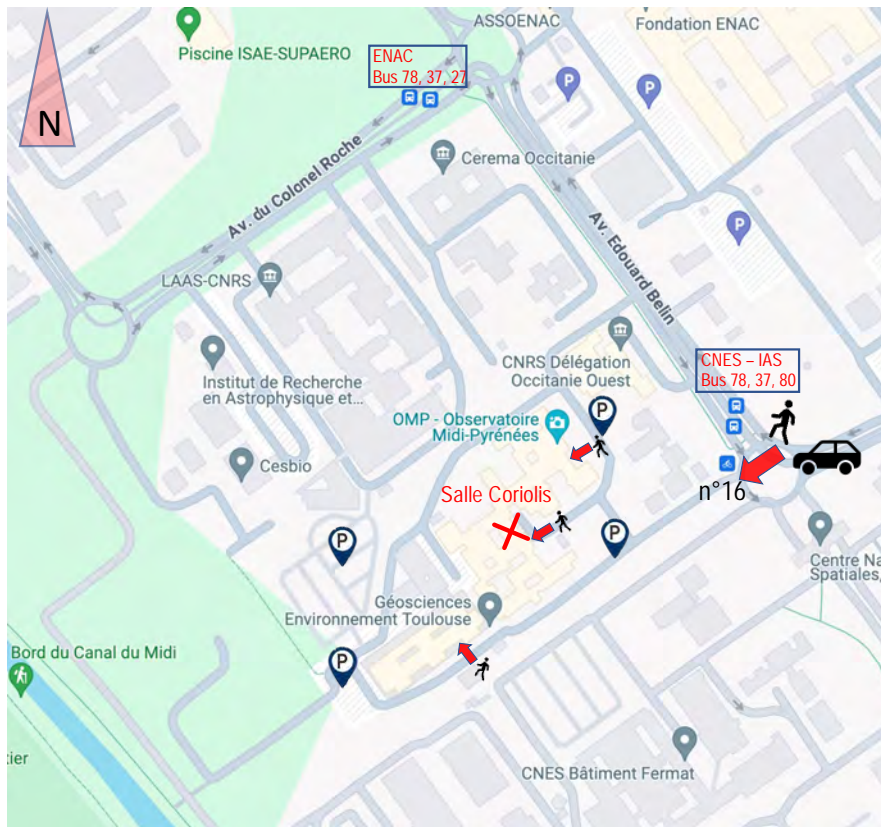 ASSOENAC
Fondation ENAC
Piscine ISAE-SUPAERO
ENAC
Bus 78, 37, 27
N
P
P
Av. du Colonel Roche
Cerema Occitanie
P
Av. Edouard Belin
LAAS-CNRS
CNRS Délégation
Occitanie Ouest
CNES – IAS
Bus 78, 37, 80
Institut de Recherche
en Astrophysique et...
OMP - Observatoire
Midi-Pyrénées
P
Cesbio
Salle Coriolis
n°16
P
P
Centre Na
Spatiales,
Géosciences
Environnement Toulouse
Bord du Canal du Midi
P
tier
CNES Bâtiment Fermat